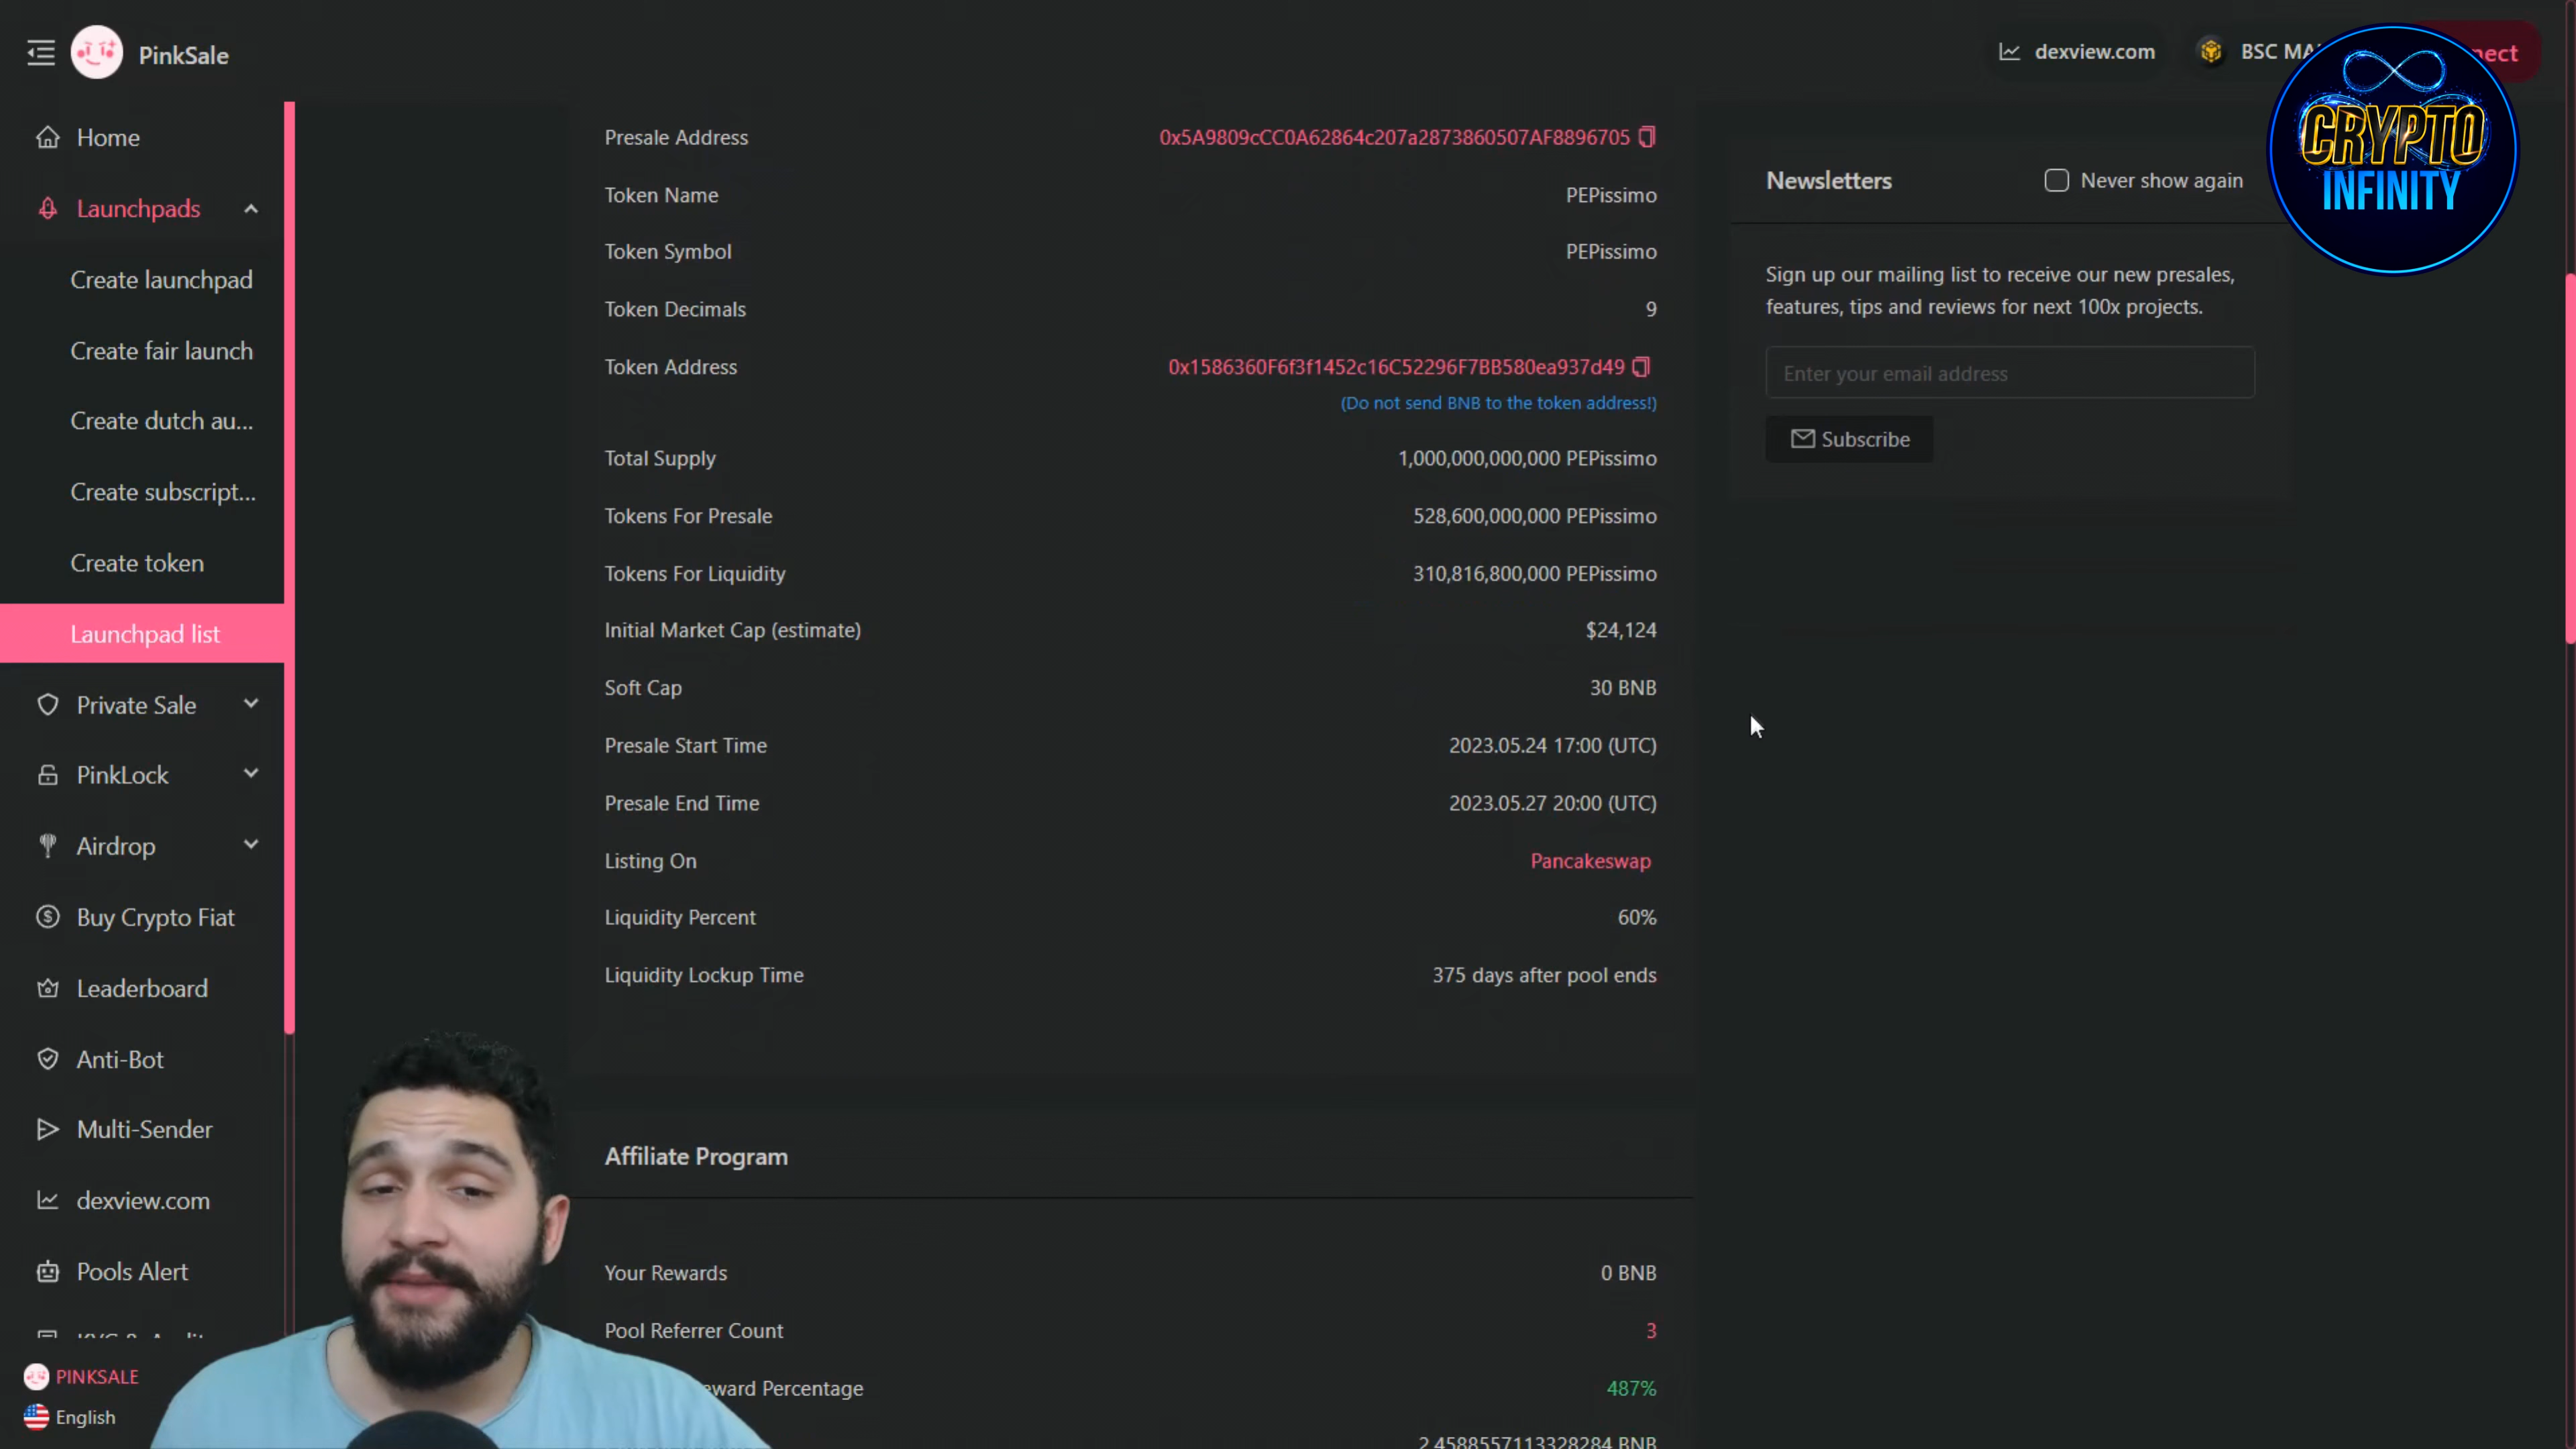 PinkSale
dexview.com
BSC MA
nect
CRYPTO
INFINITY
Home
Launchpads
Create launchpad
Create fair launch
Create dutch au...
Create subscript...
Create token
Launchpad list
Private Sale
PinkLock
Airdrop
Buy Crypto Fiat
Leaderboard
Anti-Bot
Multi-Sender
dexview.com
Pools Alert
KYC & Audit
PINKSALE
English
Presale Address 0x5A9809cCC0A62864c207a2873860507AF8896705
Token Name PEPissimo
Token Symbol PEPissimo
Token Decimals 9
Token Address 0x1586360F6f3f1452c16C52296F7BB580ea937d49
(Do not send BNB to the token address!)
Total Supply 1,000,000,000,000 PEPissimo
Tokens For Presale 528,600,000,000 PEPissimo
Tokens For Liquidity 310,816,800,000 PEPissimo
Initial Market Cap (estimate) $24,124
Soft Cap 30 BNB
Presale Start Time 2023.05.24 17:00 (UTC)
Presale End Time 2023.05.27 20:00 (UTC)
Listing On Pancakeswap
Liquidity Percent 60%
Liquidity Lockup Time 375 days after pool ends
Affiliate Program
Your Rewards 0 BNB
Pool Referrer Count 3
eward Percentage 487%
2.4588557113328284 BNB
Newsletters
Never show again
Sign up our mailing list to receive our new presales,
features, tips and reviews for next 100x projects.
Enter your email address
Subscribe